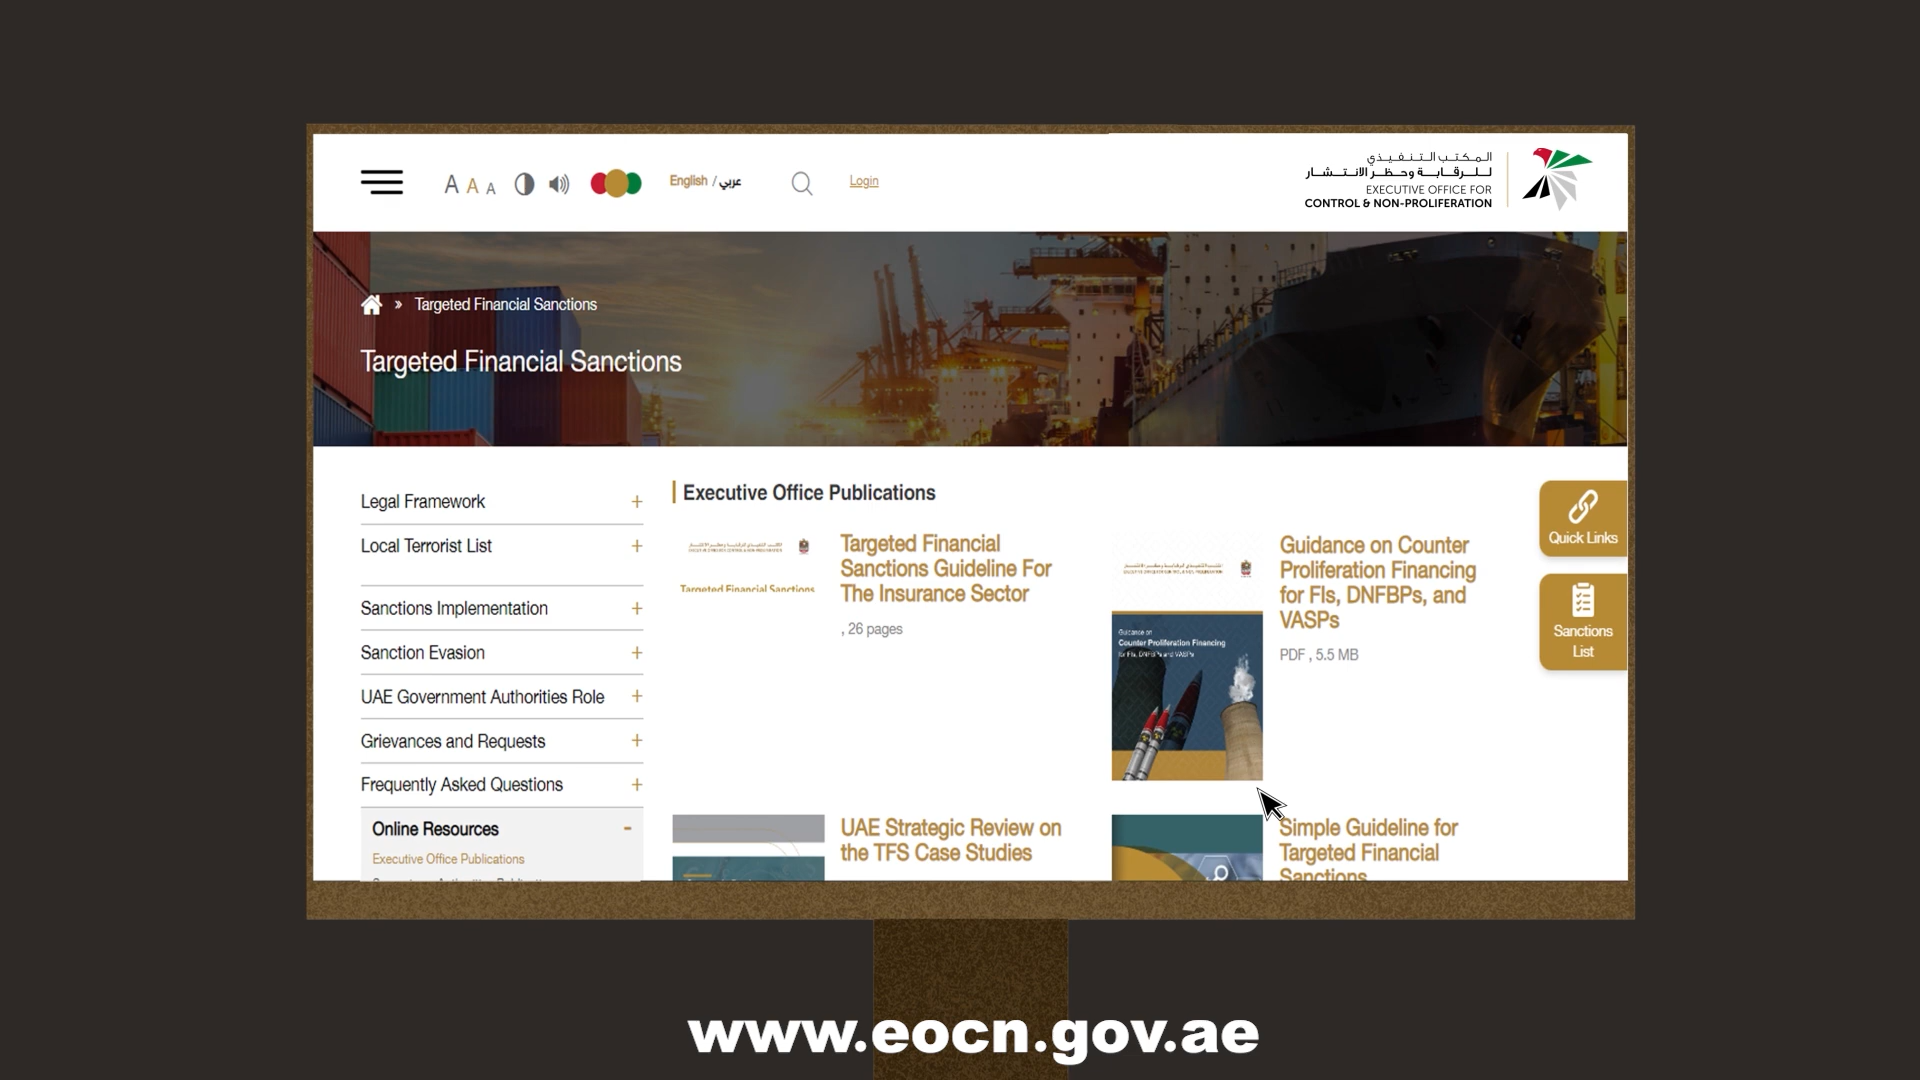 A A A
English / عربي
Login
المكتب التنفيذي
للرقابة وحظر الانتشار
EXECUTIVE OFFICE FOR
CONTROL & NON-PROLIFERATION
» Targeted Financial Sanctions
Targeted Financial Sanctions
Legal Framework +
Local Terrorist List +
Sanctions Implementation +
Sanction Evasion +
UAE Government Authorities Role +
Grievances and Requests +
Frequently Asked Questions +
Online Resources -
Executive Office Publications
Executive Office Publications
Targeted Financial Sanctions
Targeted Financial
Sanctions Guideline For
The Insurance Sector
, 26 pages
Guidance on
Counter Proliferation Financing
for FIs, DNFBPs and VASPs
Guidance on Counter
Proliferation Financing
for FIs, DNFBPs, and
VASPs
PDF , 5.5 MB
UAE Strategic Review on
the TFS Case Studies
Simple Guideline for
Targeted Financial
Sanctions
Quick Links
Sanctions
List
www.eocn.gov.ae